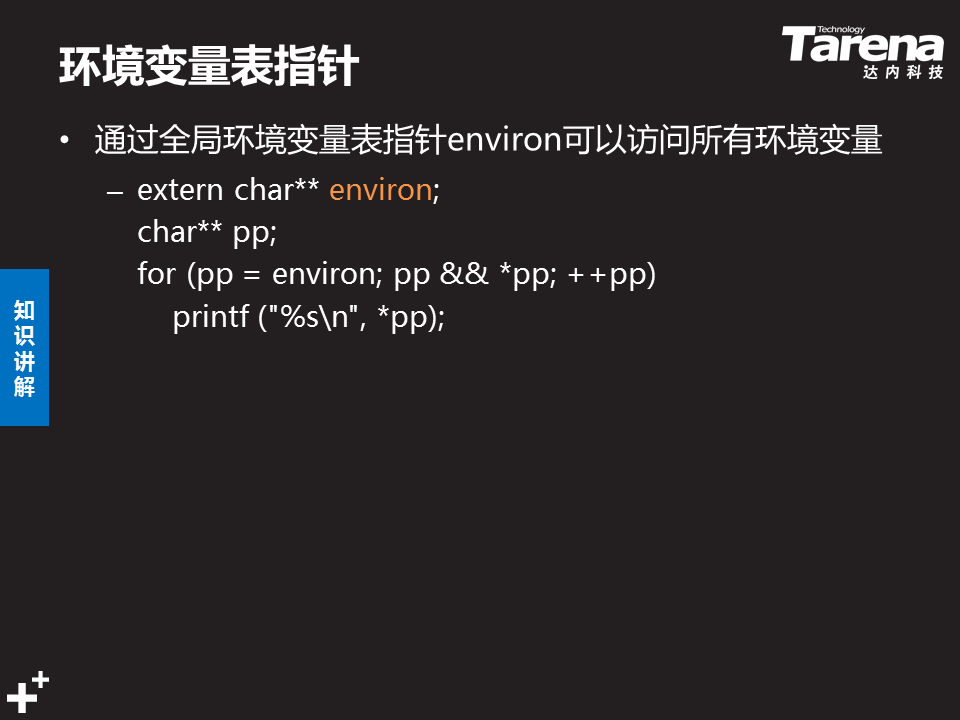 环境变量表指针
Technology
Tarena
达内科技
• 通过全局环境变量表指针environ可以访问所有环境变量
– extern char** environ;
char** pp;
for (pp = environ; pp && *pp; ++pp)
printf ("%s\n", *pp);
知识讲解